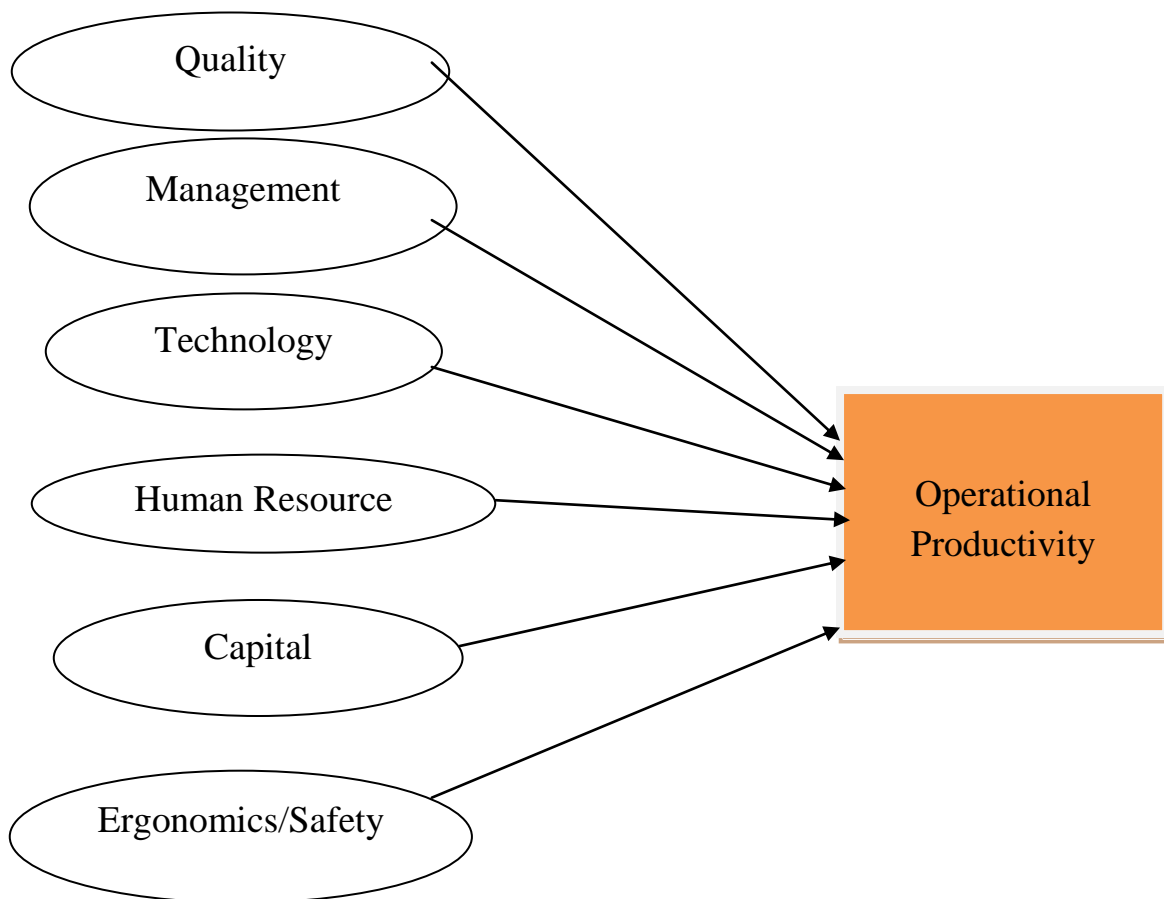 Quality
Management
Technology
Human Resource
Capital
Ergonomics/Safety
Operational
Productivity